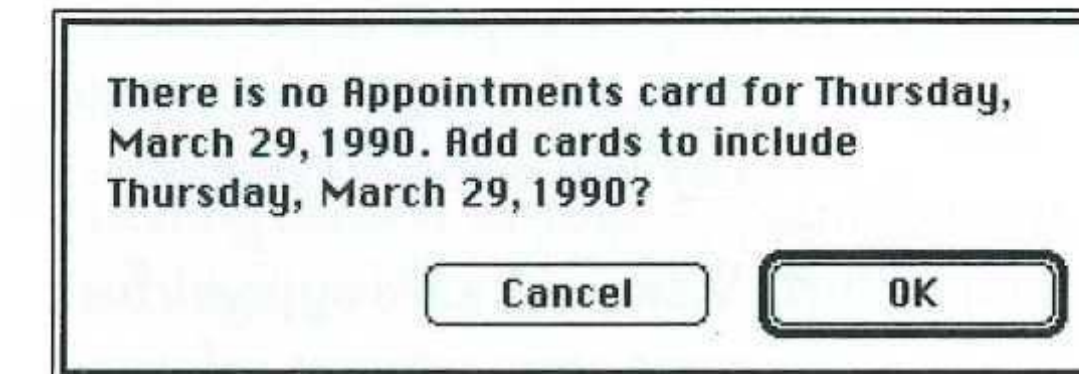 There is no Appointments card for Thursday,
March 29, 1990. Add cards to include
Thursday, March 29, 1990?
Cancel OK